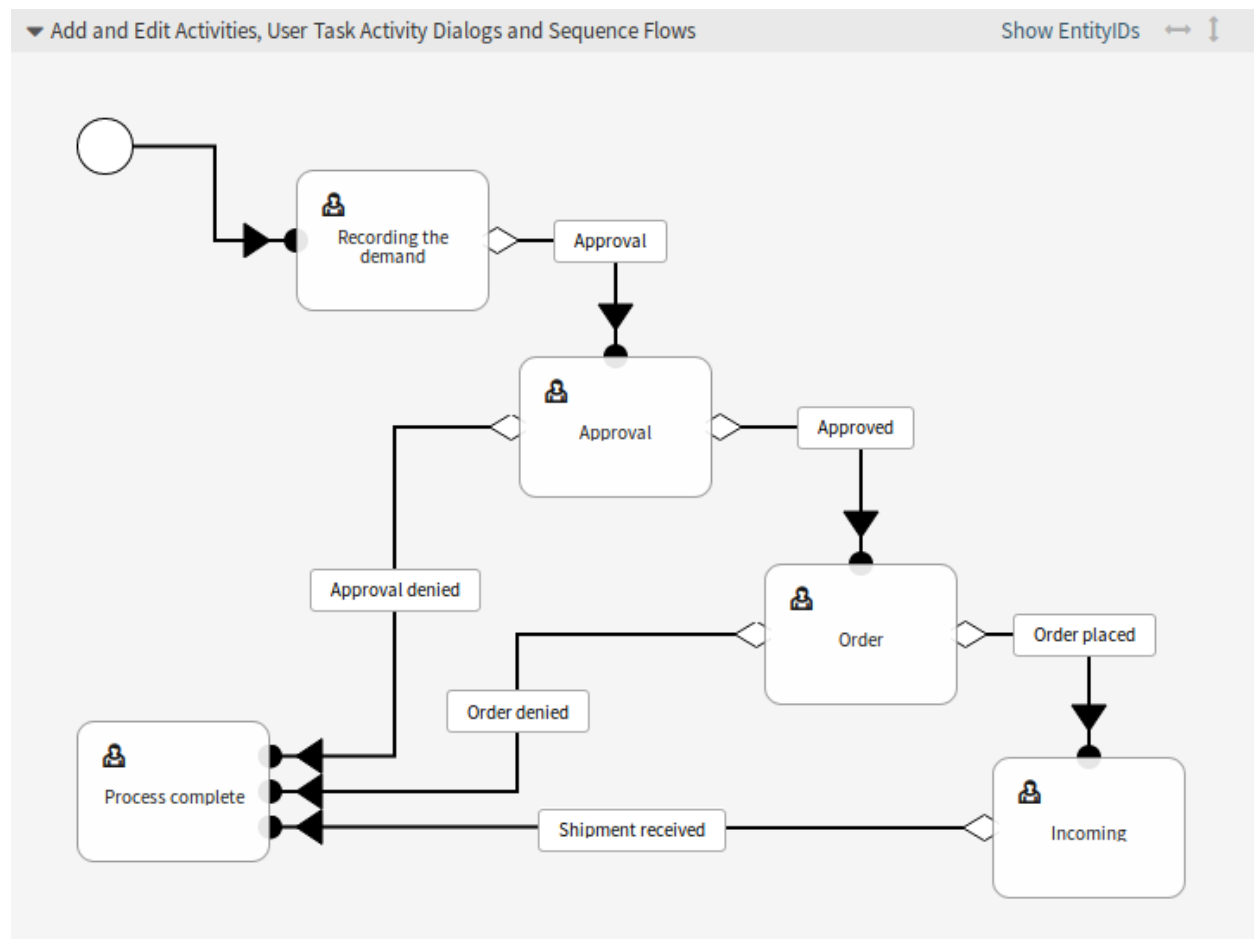 Add and Edit Activities, User Task Activity Dialogs and Sequence Flows
Show EntityIDs
Recording the
demand
Approval
Approval
Approved
Approval denied
Order
Order placed
Order denied
Process complete
Shipment received
Incoming